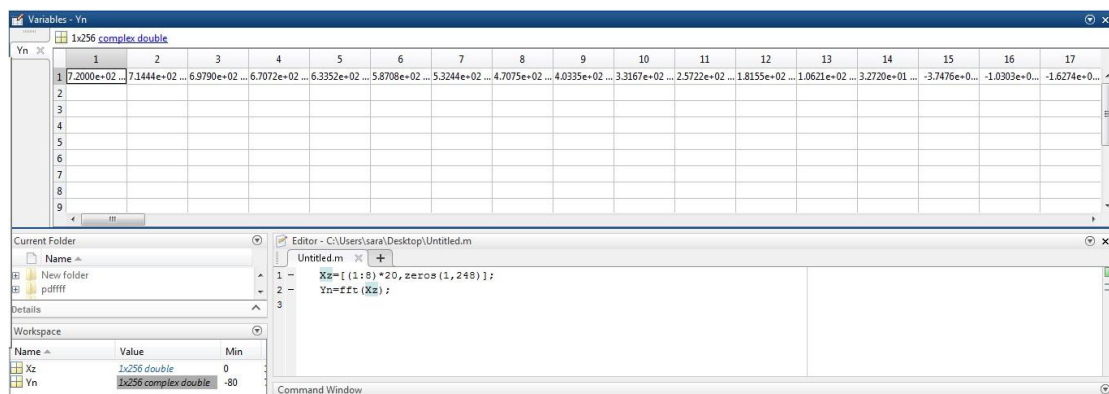 Variables - Yn
1x256 complex double
Yn
1 2 3 4 5 6 7 8 9 10 11 12 13 14 15 16 17
1 7.2000e+02 ... 7.1444e+02 ... 6.9790e+02 ... 6.7072e+02 ... 6.3352e+02 ... 5.8708e+02 ... 5.3244e+02 ... 4.7075e+02 ... 4.0335e+02 ... 3.3167e+02 ... 2.5722e+02 ... 1.8155e+02 ... 1.0621e+02 ... 3.2720e+01 ... -3.7476e+0... -1.0303e+0... -1.6274e+0...
2
3
4
5
6
7
8
9
Current Folder
Name
New folder
pdffff
Details
Workspace
Name Value Min
Xz 1x256 double 0
Yn 1x256 complex double -80
Editor - C:\Users\sara\Desktop\Untitled.m
Untitled.m
1 - Xz=[(1:8)*20,zeros(1,248)];
2 - Yn=fft(Xz);
3
Command Window